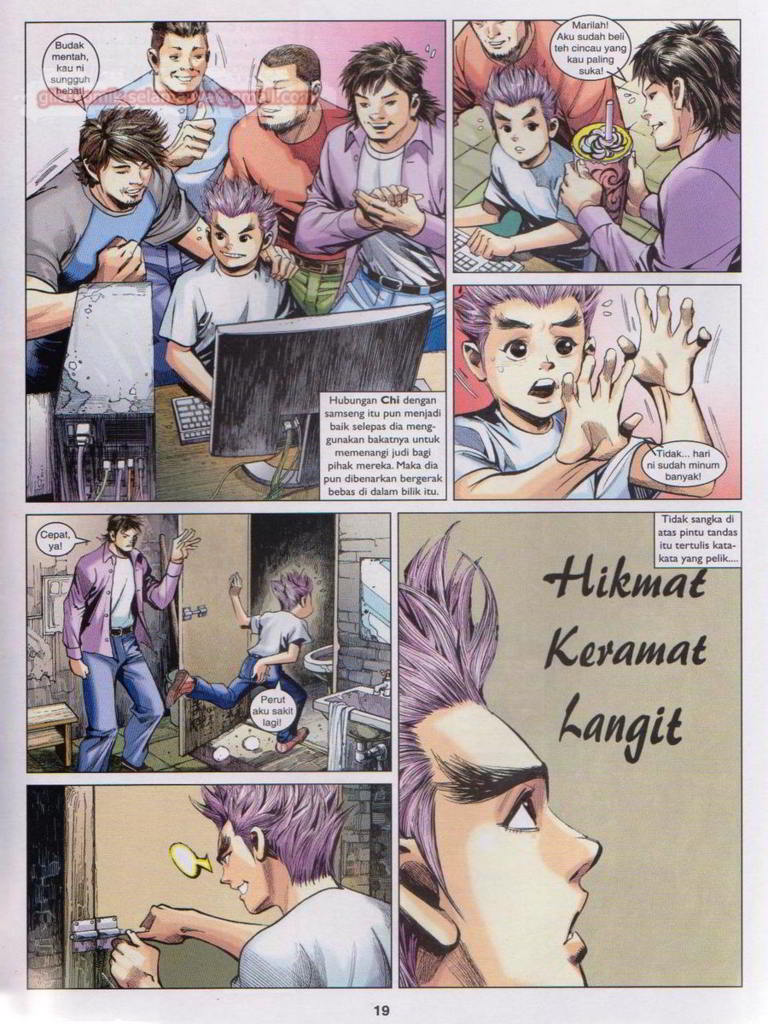 Budak
mentah,
kau ni
sungguh
hebat!
Hubungan Chi dengan
samseng itu pun menjadi
baik selepas dia meng-
gunakan bakatnya untuk
memenangi judi bagi
pihak mereka. Maka dia
pun dibenarkan bergerak
bebas di dalam bilik itu.
Marilah!
Aku sudah beli
teh cincau yang
kau paling
suka!
Tidak... hari
ni sudah minum
banyak!
Cepat,
ya!
Perut
aku sakit
lagi!
Tidak sangka di
atas pintu tandas
itu tertulis kata-
kata yang pelik....
Hikmat
Keramat
Langit
19